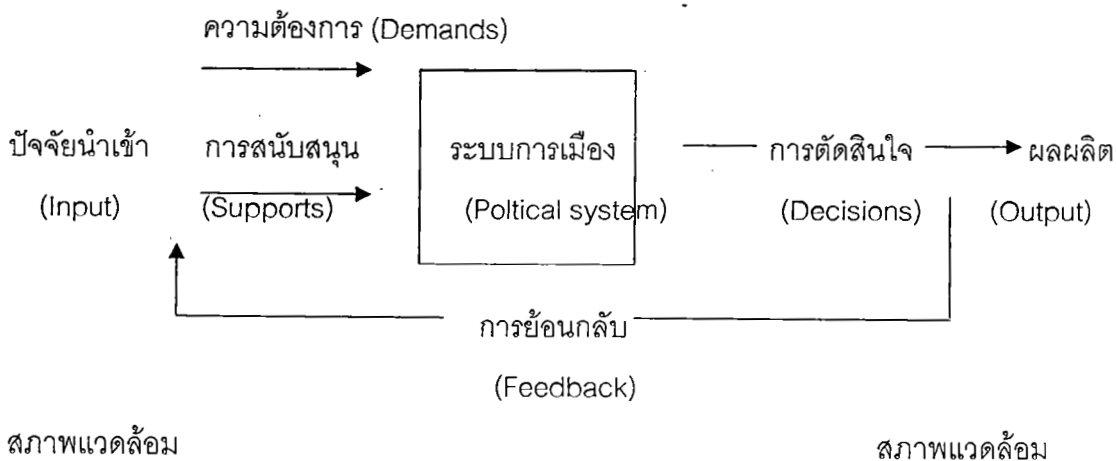 ความต้องการ (Demands)
ปัจจัยนำเข้า การสนับสนุน ระบบการเมือง การตัดสินใจ ผลผลิต
(Input) (Supports) (Poltical system) (Decisions) (Output)
การย้อนกลับ
(Feedback)
สภาพแวดล้อม สภาพแวดล้อม